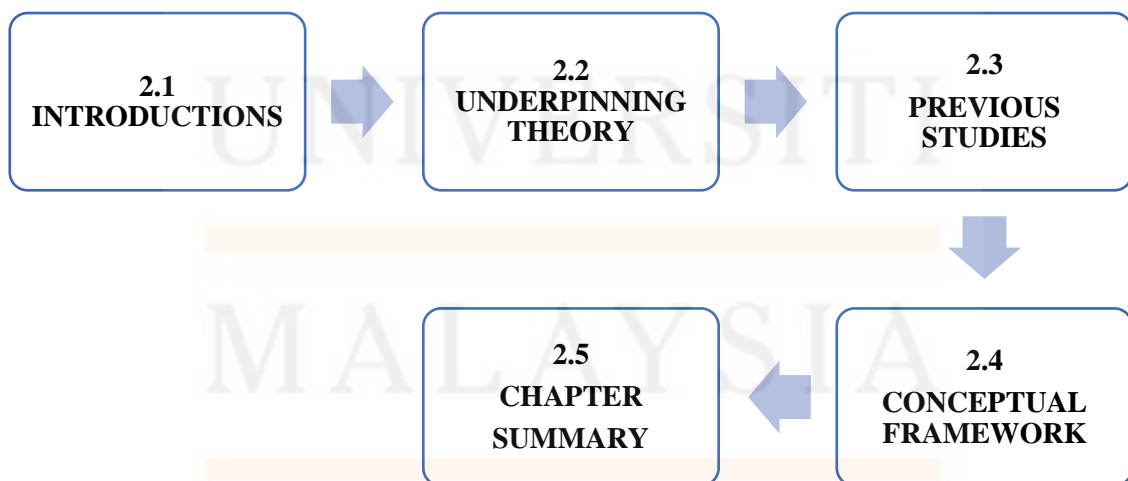 2.1
INTRODUCTIONS
2.2
UNDERPINNING
THEORY
2.3
PREVIOUS
STUDIES
2.4
CONCEPTUAL
FRAMEWORK
2.5
CHAPTER
SUMMARY
UNIVERSITI
MALAYSIA